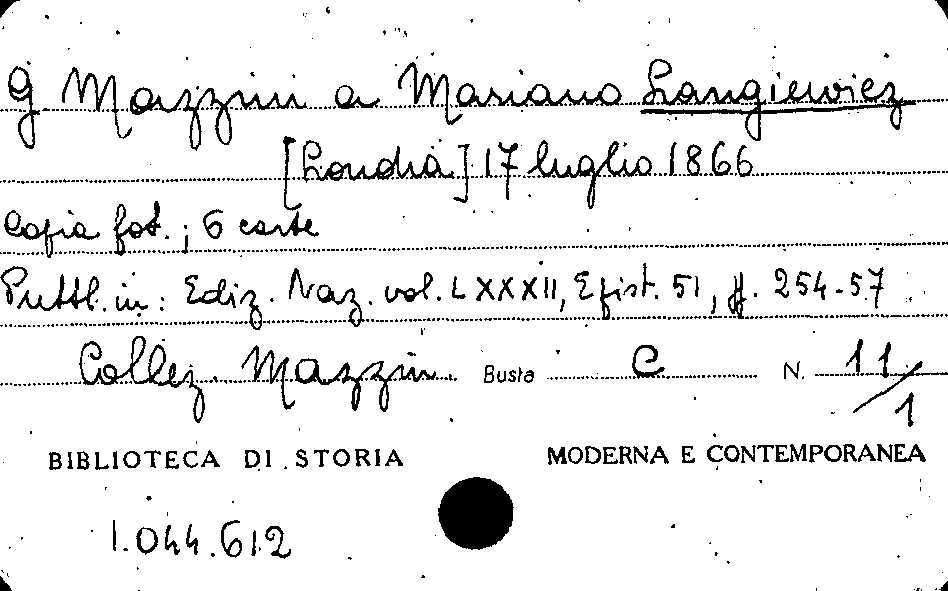 G Mazzini a Mariano Langiewicz
[Londra] 17 luglio 1866
Copia fot. ; 6 carte
Pubbl. in: Ediz. Naz. vol. LXXXII, Epist. 51, pp. 254-57
Collez. Mazzini Busta C N. 11/1
BIBLIOTECA DI STORIA MODERNA E CONTEMPORANEA
1.044.612